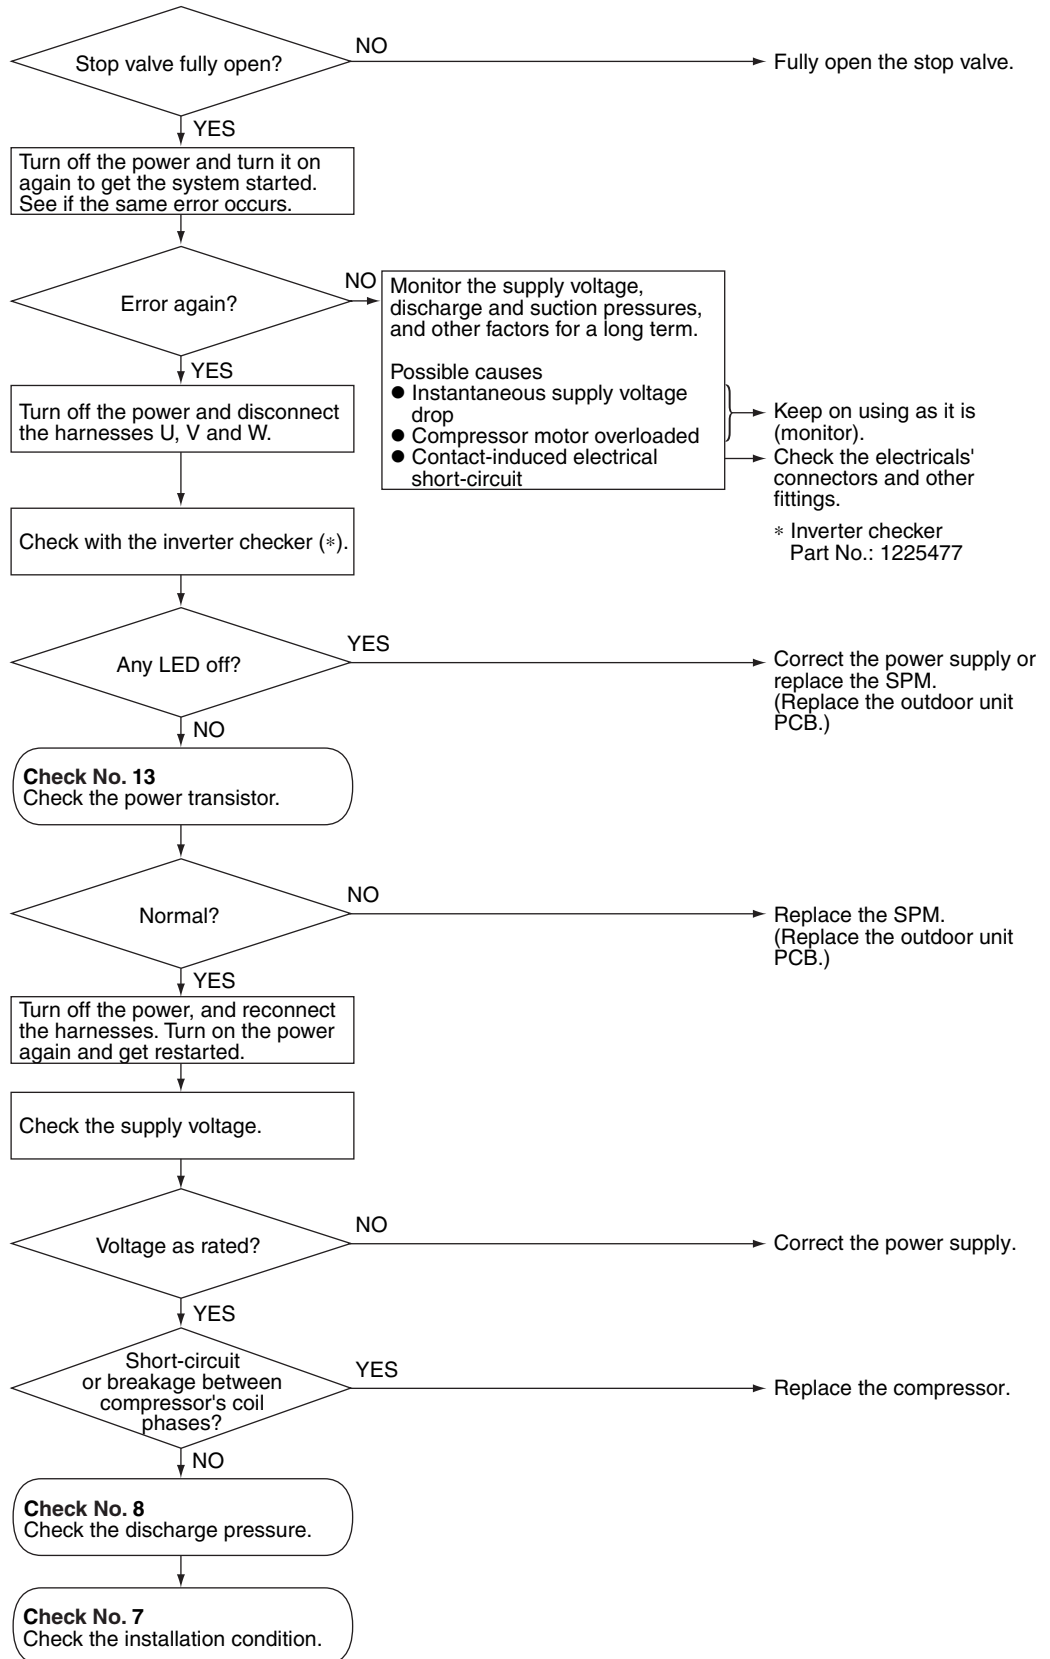 Stop valve fully open?
NO
Fully open the stop valve.
YES
Turn off the power and turn it on
again to get the system started.
See if the same error occurs.
Error again?
NO
Monitor the supply voltage,
discharge and suction pressures,
and other factors for a long term.
Possible causes
● Instantaneous supply voltage
drop
● Compressor motor overloaded
● Contact-induced electrical
short-circuit
Keep on using as it is
(monitor).
Check the electricals'
connectors and other
fittings.
* Inverter checker
Part No.: 1225477
YES
Turn off the power and disconnect
the harnesses U, V and W.
Check with the inverter checker (*).
Any LED off?
YES
Correct the power supply or
replace the SPM.
(Replace the outdoor unit
PCB.)
NO
Check No. 13
Check the power transistor.
Normal?
NO
Replace the SPM.
(Replace the outdoor unit
PCB.)
YES
Turn off the power, and reconnect
the harnesses. Turn on the power
again and get restarted.
Check the supply voltage.
Voltage as rated?
NO
Correct the power supply.
YES
Short-circuit
or breakage between
compressor's coil
phases?
YES
Replace the compressor.
NO
Check No. 8
Check the discharge pressure.
Check No. 7
Check the installation condition.